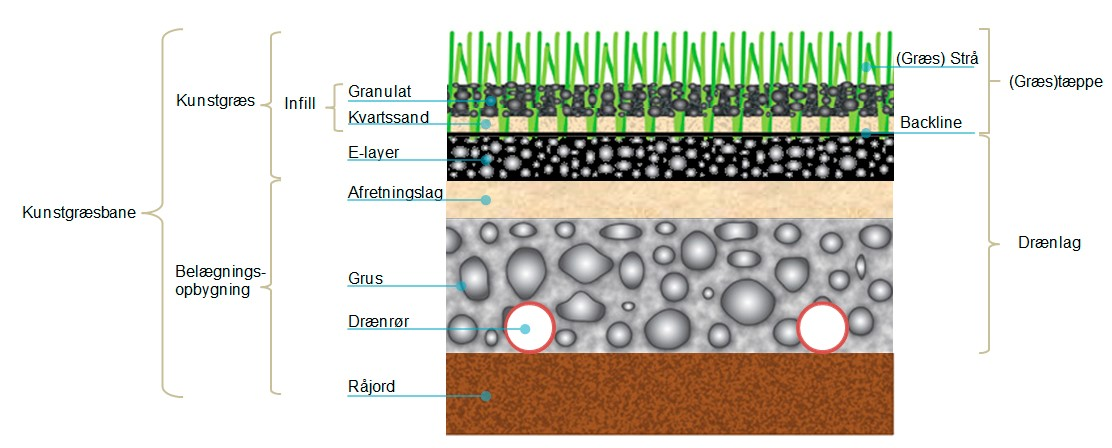 Kunstgræsbane
Kunstgræs
Belægnings-
opbygning
Infill
Granulat
Kvartssand
E-layer
Afretningslag
Grus
Drænrør
Råjord
(Græs) Strå
Backline
(Græs)tæppe
Drænlag